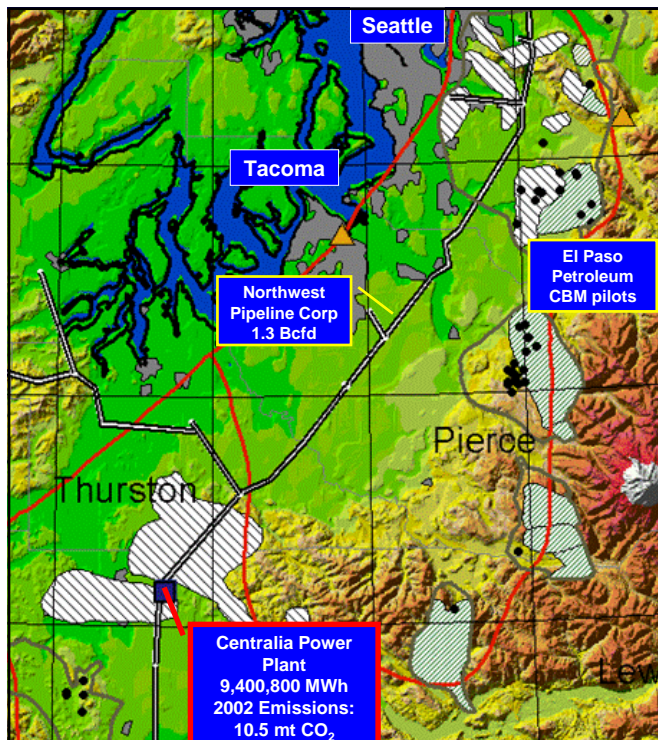 Seattle
Tacoma
El Paso
Petroleum
CBM pilots
Northwest
Pipeline Corp
1.3 Bcfd
Pierce
Thurston
Centralia Power
Plant
9,400,800 MWh
2002 Emissions:
10.5 mt CO₂
Lew